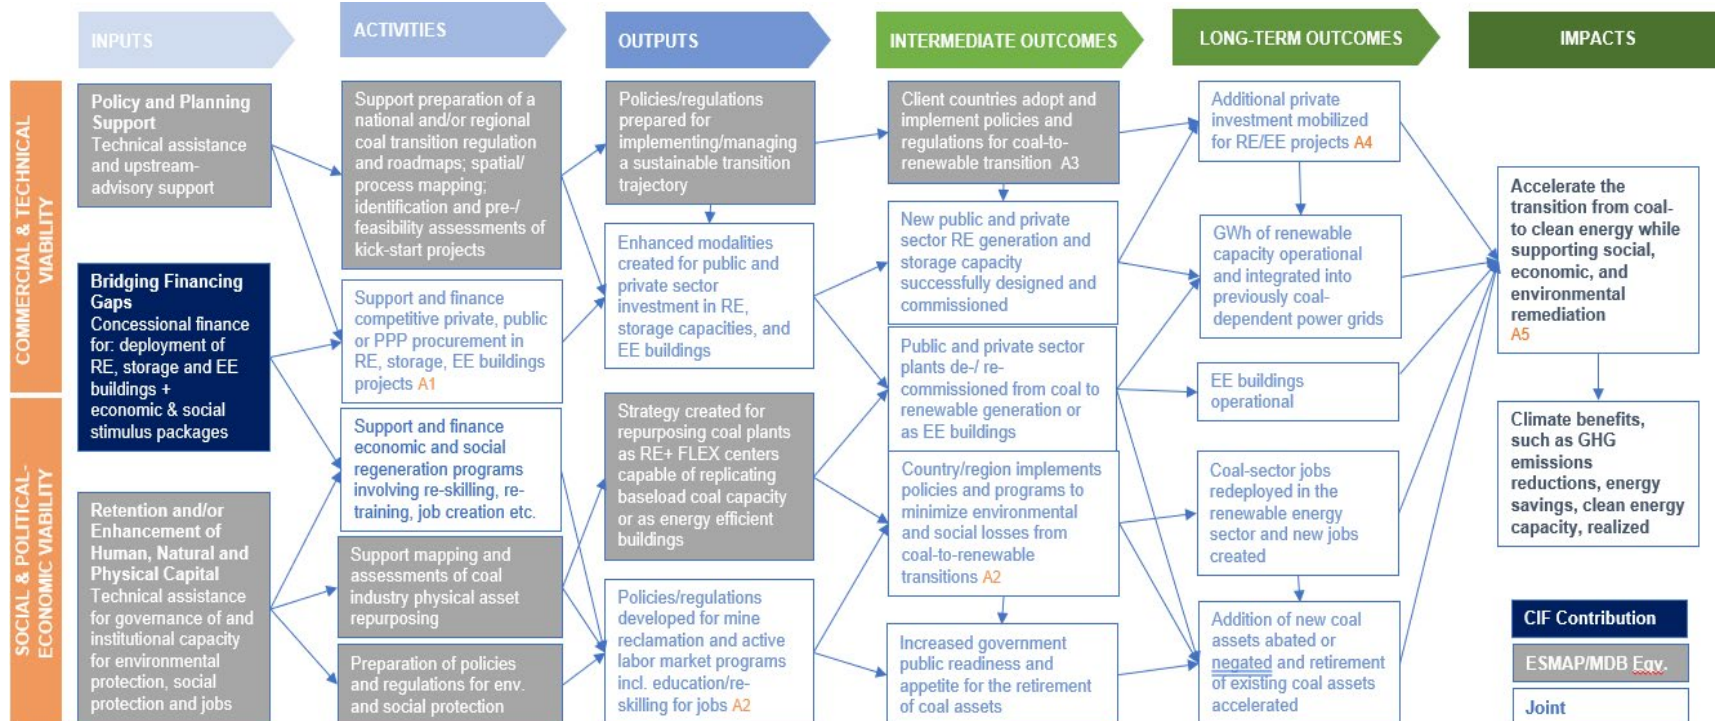 INPUTS
ACTIVITIES
OUTPUTS
INTERMEDIATE OUTCOMES
LONG-TERM OUTCOMES
IMPACTS
COMMERCIAL & TECHNICAL
VIABILITY
SOCIAL & POLITICAL-
ECONOMIC VIABILITY
Policy and Planning
Support
Technical assistance
and upstream-
advisory support
Bridging Financing
Gaps
Concessional finance
for: deployment of
RE, storage and EE
buildings +
economic & social
stimulus packages
Retention and/or
Enhancement of
Human, Natural and
Physical Capital
Technical assistance
for governance of and
institutional capacity
for environmental
protection, social
protection and jobs
Support preparation of a
national and/or regional
coal transition regulation
and roadmaps; spatial/
process mapping;
identification and pre-/
feasibility assessments of
kick-start projects
Support and finance
competitive private, public
or PPP procurement in
RE, storage, EE buildings
projects A1
Support and finance
economic and social
regeneration programs
involving re-skilling, re-
training, job creation etc.
Support mapping and
assessments of coal
industry physical asset
repurposing
Preparation of policies
and regulations for env.
and social protection
Policies/regulations
prepared for
implementing/managing
a sustainable transition
trajectory
Enhanced modalities
created for public and
private sector
investment in RE,
storage capacities, and
EE buildings
Strategy created for
repurposing coal plants
as RE+ FLEX centers
capable of replicating
baseload coal capacity
or as energy efficient
buildings
Policies/regulations
developed for mine
reclamation and active
labor market programs
incl. education/re-
skilling for jobs A2
Client countries adopt and
implement policies and
regulations for coal-to-
renewable transition A3
New public and private
sector RE generation and
storage capacity
successfully designed and
commissioned
Public and private sector
plants de-/ re-
commissioned from coal to
renewable generation or
as EE buildings
Country/region implements
policies and programs to
minimize environmental
and social losses from
coal-to-renewable
transitions A2
Increased government
public readiness and
appetite for the retirement
of coal assets
Additional private
investment mobilized
for RE/EE projects A4
GWh of renewable
capacity operational
and integrated into
previously coal-
dependent power grids
EE buildings
operational
Coal-sector jobs
redeployed in the
renewable energy
sector and new jobs
created
Addition of new coal
assets abated or
negated and retirement
of existing coal assets
accelerated
Accelerate the
transition from coal-
to clean energy while
supporting social,
economic, and
environmental
remediation
A5
Climate benefits,
such as GHG
emissions
reductions, energy
savings, clean energy
capacity, realized
CIF Contribution
ESMAP/MDB Eqv.
Joint